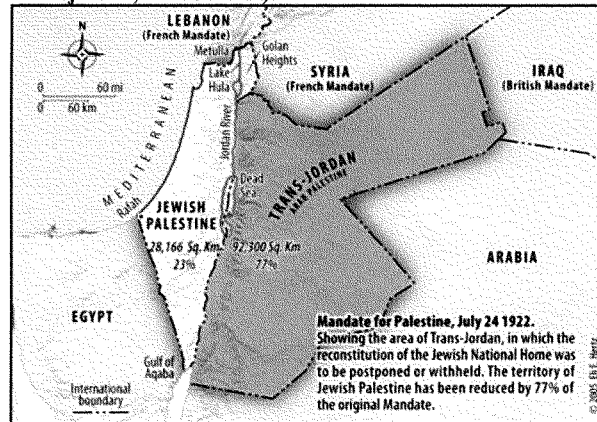 LEBANON
(French Mandate)
N
Metulla
Golan
Heights
Lake
Hula
SYRIA
(French Mandate)
IRAQ
(British Mandate)
0 60 mi
0 60 km
MEDITERRANEAN
Jordan River
Rafah
Dead
Sea
TRANS-JORDAN
ARAB PALESTINE
JEWISH
PALESTINE
28,166 Sq. Km.
23%
92,300 Sq. Km
77%
ARABIA
EGYPT
Gulf of
Aqaba
International
boundary
Mandate for Palestine, July 24 1922.
Showing the area of Trans-Jordan, in which the
reconstitution of the Jewish National Home was
to be postponed or withheld. The territory of
Jewish Palestine has been reduced by 77% of
the original Mandate.
© 2005 Eli E. Hertz